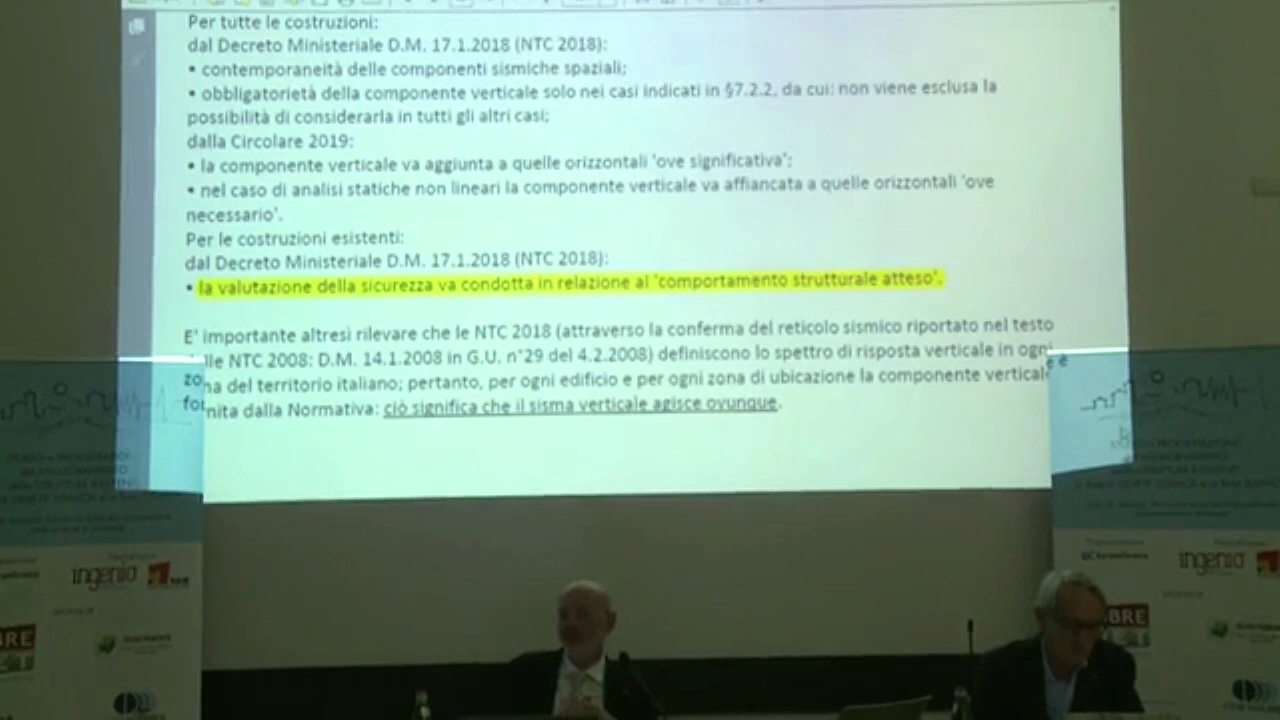 Per tutte le costruzioni:
dal Decreto Ministeriale D.M. 17.1.2018 (NTC 2018):
• contemporaneità delle componenti sismiche spaziali;
• obbligatorietà della componente verticale solo nei casi indicati in §7.2.2, da cui: non viene esclusa la
possibilità di considerarla in tutti gli altri casi;
dalla Circolare 2019:
• la componente verticale va aggiunta a quelle orizzontali 'ove significativa';
• nel caso di analisi statiche non lineari la componente verticale va affiancata a quelle orizzontali 'ove
necessario'.
Per le costruzioni esistenti:
dal Decreto Ministeriale D.M. 17.1.2018 (NTC 2018):
• la valutazione della sicurezza va condotta in relazione al 'comportamento strutturale atteso'.
E' importante altresì rilevare che le NTC 2018 (attraverso la conferma del reticolo sismico riportato nel testo
delle NTC 2008: D.M. 14.1.2008 in G.U. n°29 del 4.2.2008) definiscono lo spettro di risposta verticale in ogni
zona del territorio italiano; pertanto, per ogni edificio e per ogni zona di ubicazione la componente verticale è
fornita dalla Normativa: ciò significa che il sisma verticale agisce ovunque.
ingenio
ingenio
BRE
BRE